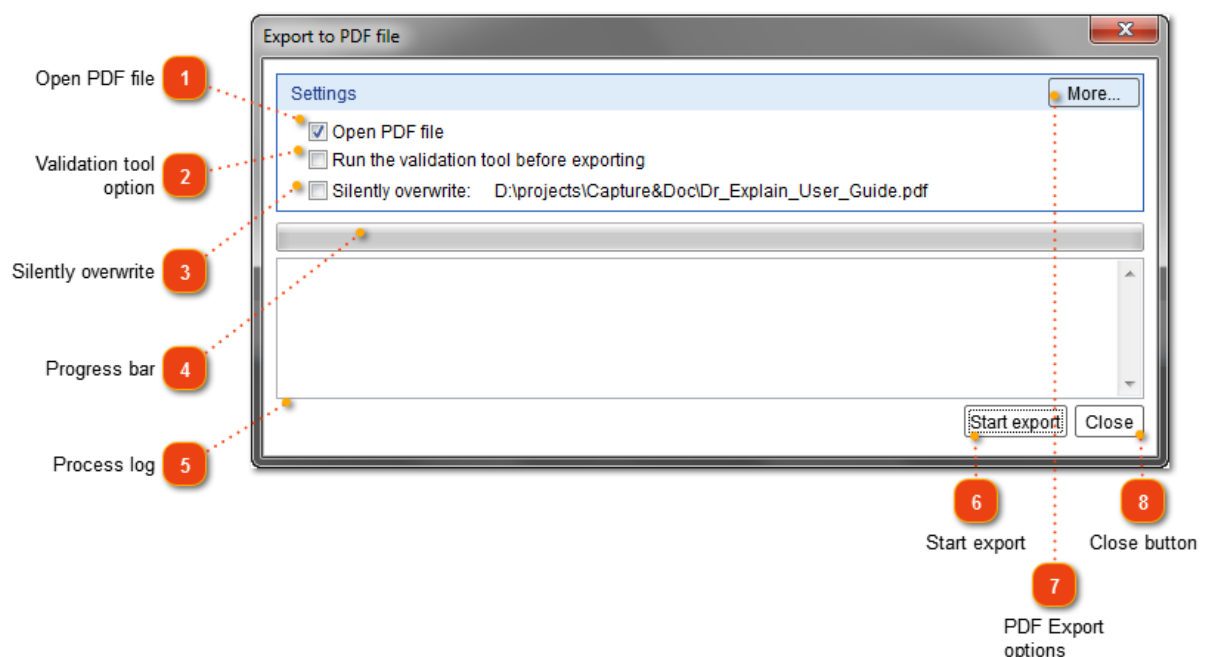 Export to PDF file
Open PDF file 1
Settings
More...
Open PDF file
Validation tool
option
2
Run the validation tool before exporting
Silently overwrite: D:\projects\Capture&Doc\Dr_Explain_User_Guide.pdf
Silently overwrite 3
Progress bar 4
Start export
Close
Process log 5
6
8
Start export
Close button
7
PDF Export
options